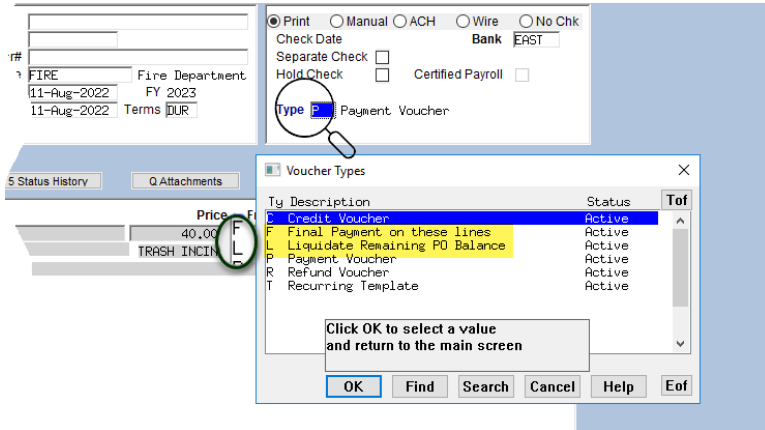 Print Manual ACH Wire No Chk
Check Date Bank EAST
Separate Check
r#
Hold Check Certified Payroll
FIRE Fire Department
11-Aug-2022 FY 2023
11-Aug-2022 Terms DUR
Type P Payment Voucher
5 Status History Q Attachments
Price
40.00
TRASH INCIN
F
L
Voucher Types
Ty Description Status Tof
C Credit Voucher Active
F Final Payment on these lines Active
L Liquidate Remaining PO Balance Active
P Payment Voucher Active
R Refund Voucher Active
T Recurring Template Active
Click OK to select a value
and return to the main screen
OK Find Search Cancel Help Eof